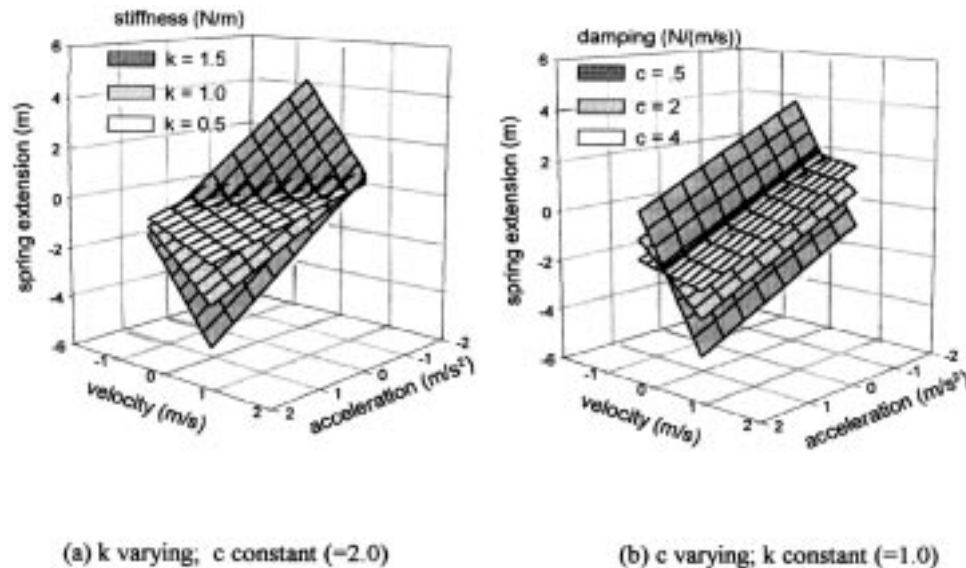 stiffness (N/m)
k = 1.5
k = 1.0
k = 0.5
spring extension (m)
6
4
2
0
-2
-4
-6
-1
0
1
2
velocity (m/s)
2
1
0
-1
-2
acceleration (m/s²)
(a) k varying; c constant (=2.0)
damping (N/(m/s))
c = .5
c = 2
c = 4
spring extension (m)
6
4
2
0
-2
-4
-6
-1
0
1
2
velocity (m/s)
2
1
0
-1
-2
acceleration (m/s²)
(b) c varying; k constant (=1.0)